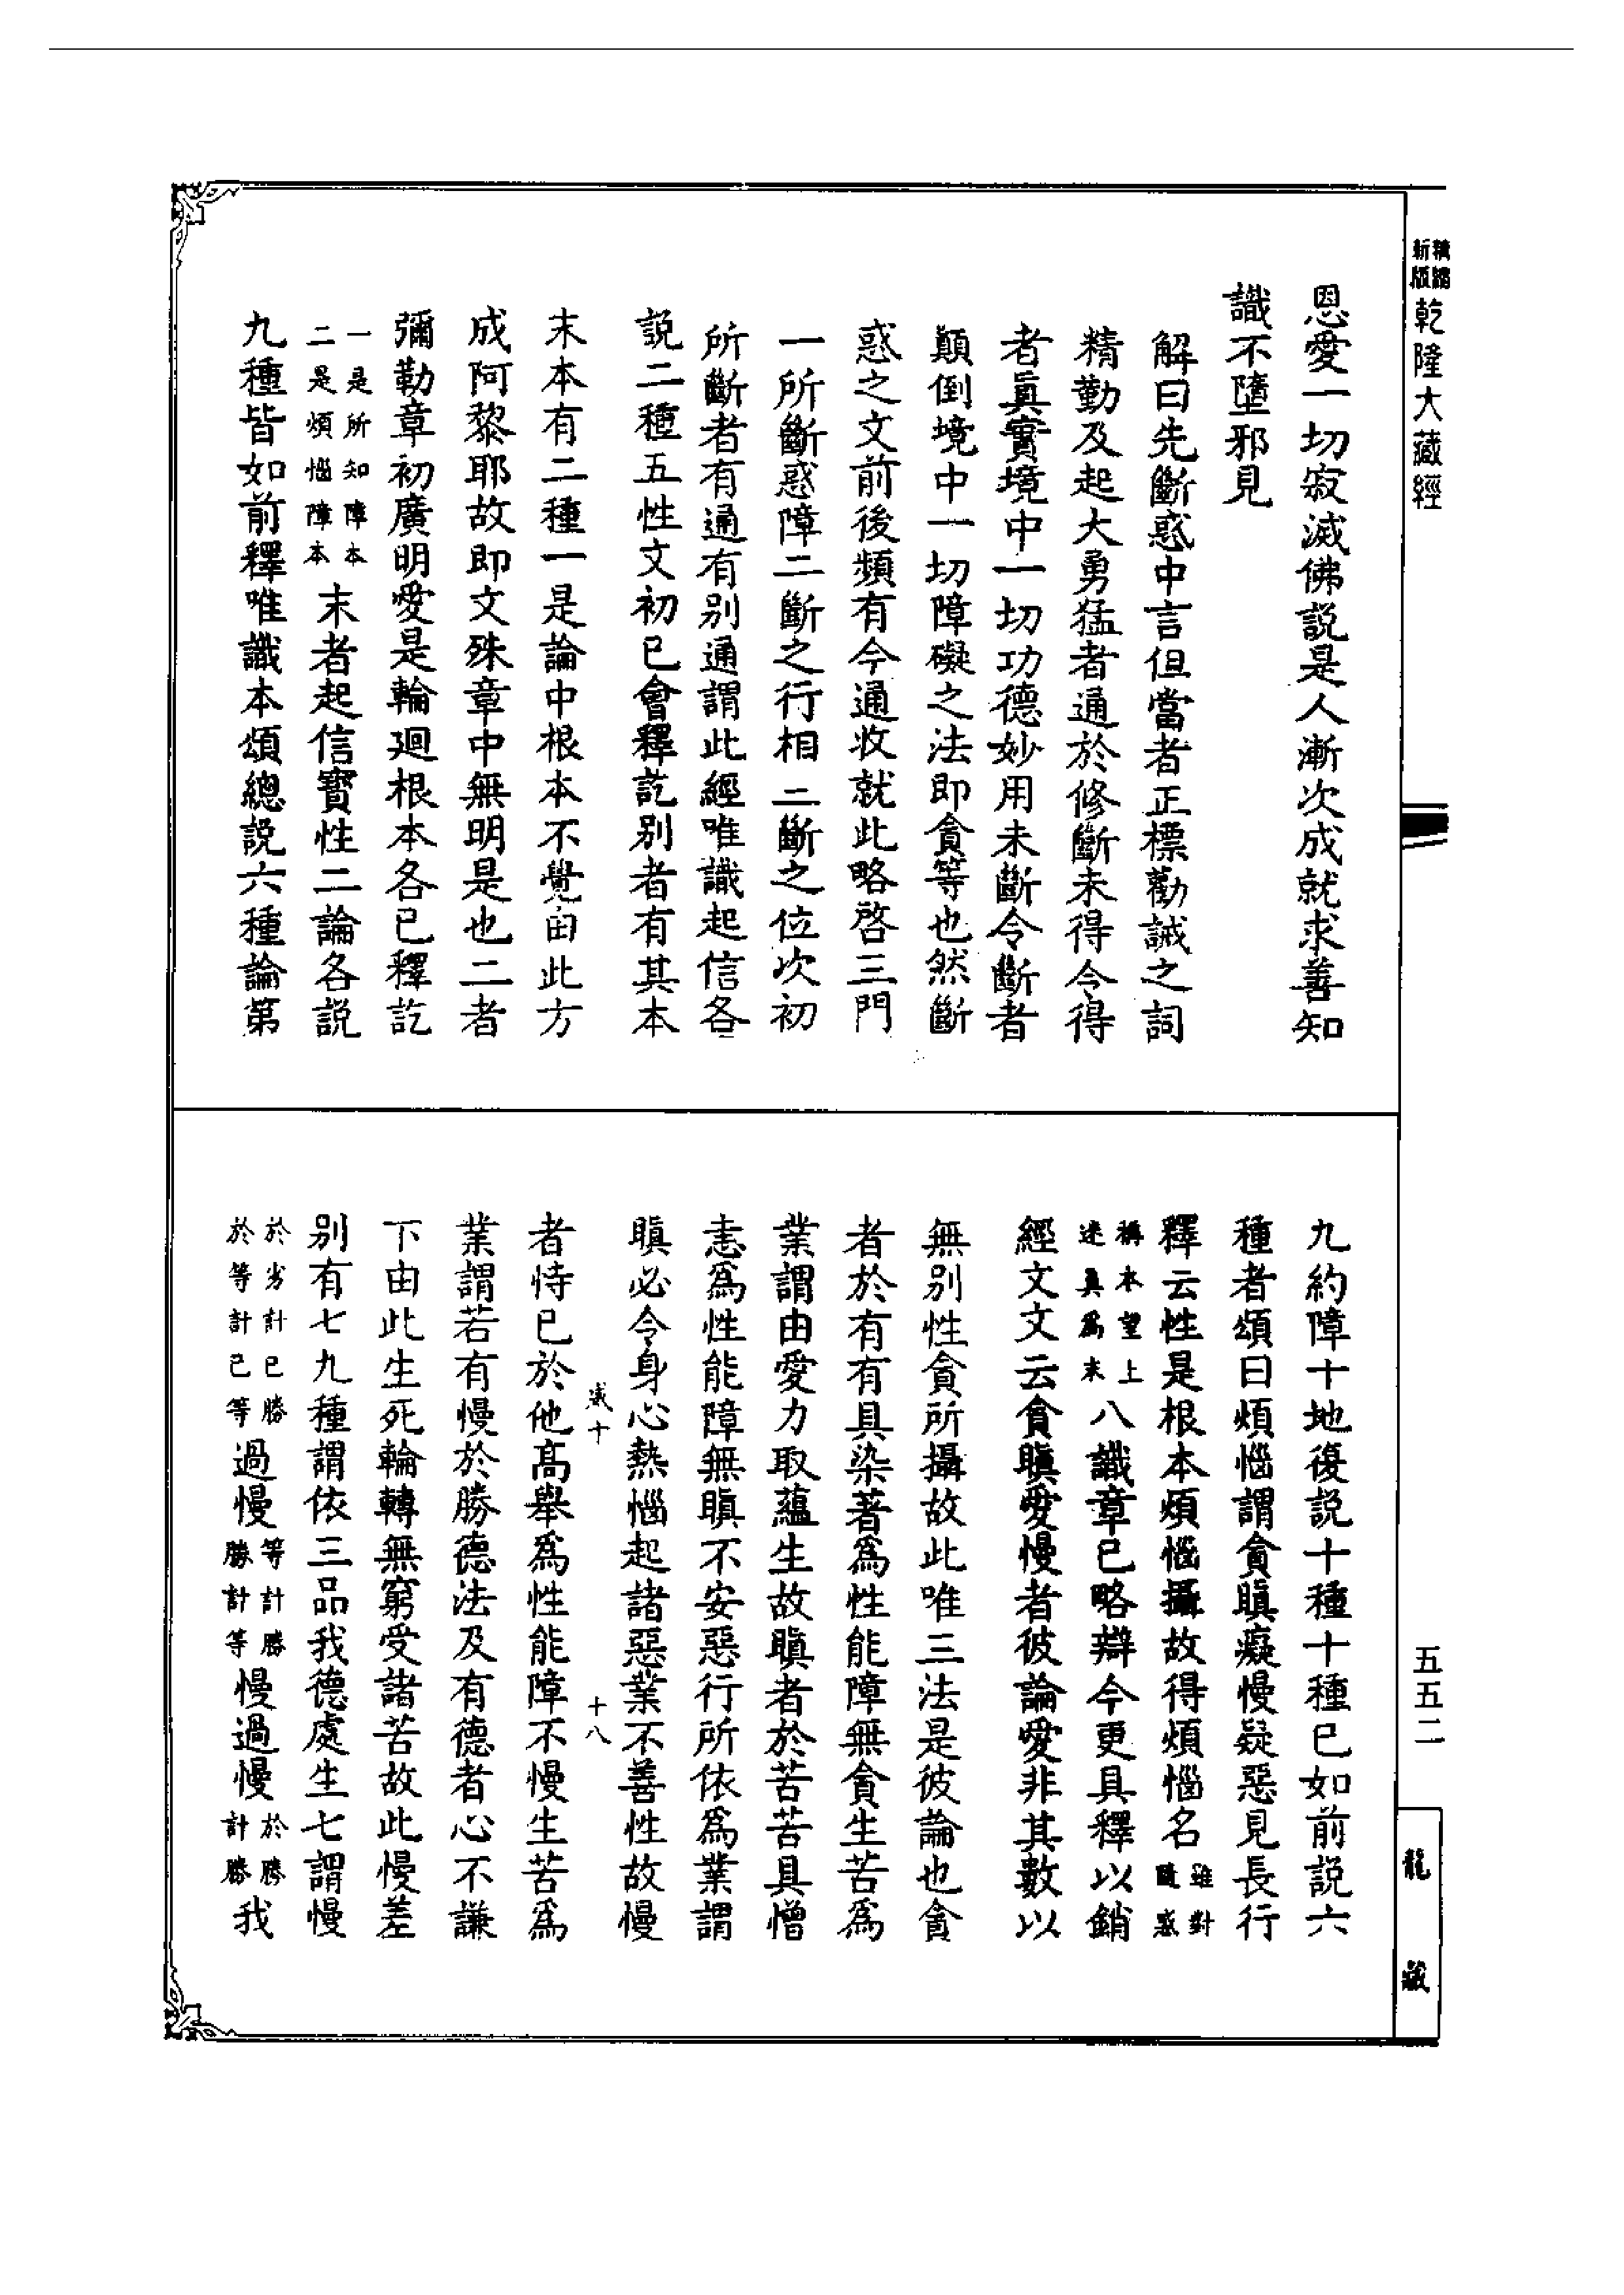 精縮新版
乾隆大藏經
恩愛一切寂滅佛說是人漸次成就求善知
識不墮邪見
解曰先斷惑中言但當者正標勸誡之詞
精勤及起大勇猛者通於修斷未得令得
者眞實境中一切功德妙用未斷令斷者
顚倒境中一切障礙之法即貪等也然斷
惑之文前後頻有今通收就此略啓三門
一所斷惑障二斷之行相三斷之位次初
所斷者有通有别通謂此經唯識起信各
説二種五性文初已會釋訖别者有其本
末本有二種一是論中根本不覺由此方
成阿黎耶故即文殊章中無明是也二者
彌勒章初廣明愛是輪廻根本各已釋訖
一是所知障本二是煩惱障本末者起信寳性二論各説
九種皆如前釋唯識本頌總説六種論第
九約障十地復説十種十種已如前説六
種者頌曰煩惱謂貪瞋癡慢疑惡見長行
釋云性是根本煩惱攝故得煩惱名雖對隨惑
稱本望上迷眞爲末八識章已略辯今更具釋以銷
經文文云貪瞋愛慢者彼論愛非其數以
無别性貪所攝故此唯三法是彼論也貪
者於有有具染著爲性能障無貪生苦爲
業謂由愛力取蘊生故瞋者於苦苦具憎
恚爲性能障無瞋不安惡行所依爲業謂
瞋必令身心熱惱起諸惡業不善性故慢
盛十
十八
者恃已於他髙舉爲性能障不慢生苦爲
業謂若有慢於勝德法及有德者心不謙
下由此生死輪轉無窮受諸苦故此慢差
别有七九種謂依三品我德處生七謂慢
於劣計已勝於等計已等過慢等計勝勝計等慢過慢於勝計勝我
五五二
龍藏